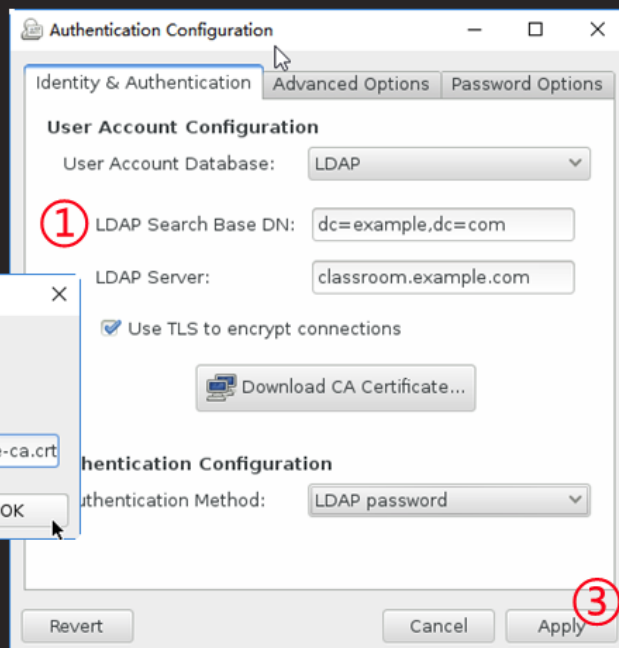 Authentication Configuration
Identity & Authentication Advanced Options Password Options
User Account Configuration
User Account Database: LDAP
① LDAP Search Base DN: dc=example,dc=com
LDAP Server: classroom.example.com
Use TLS to encrypt connections
Download CA Certificate...
e-ca.crt
hentication Configuration
OK
uthentication Method: LDAP password
③
Revert Cancel Apply